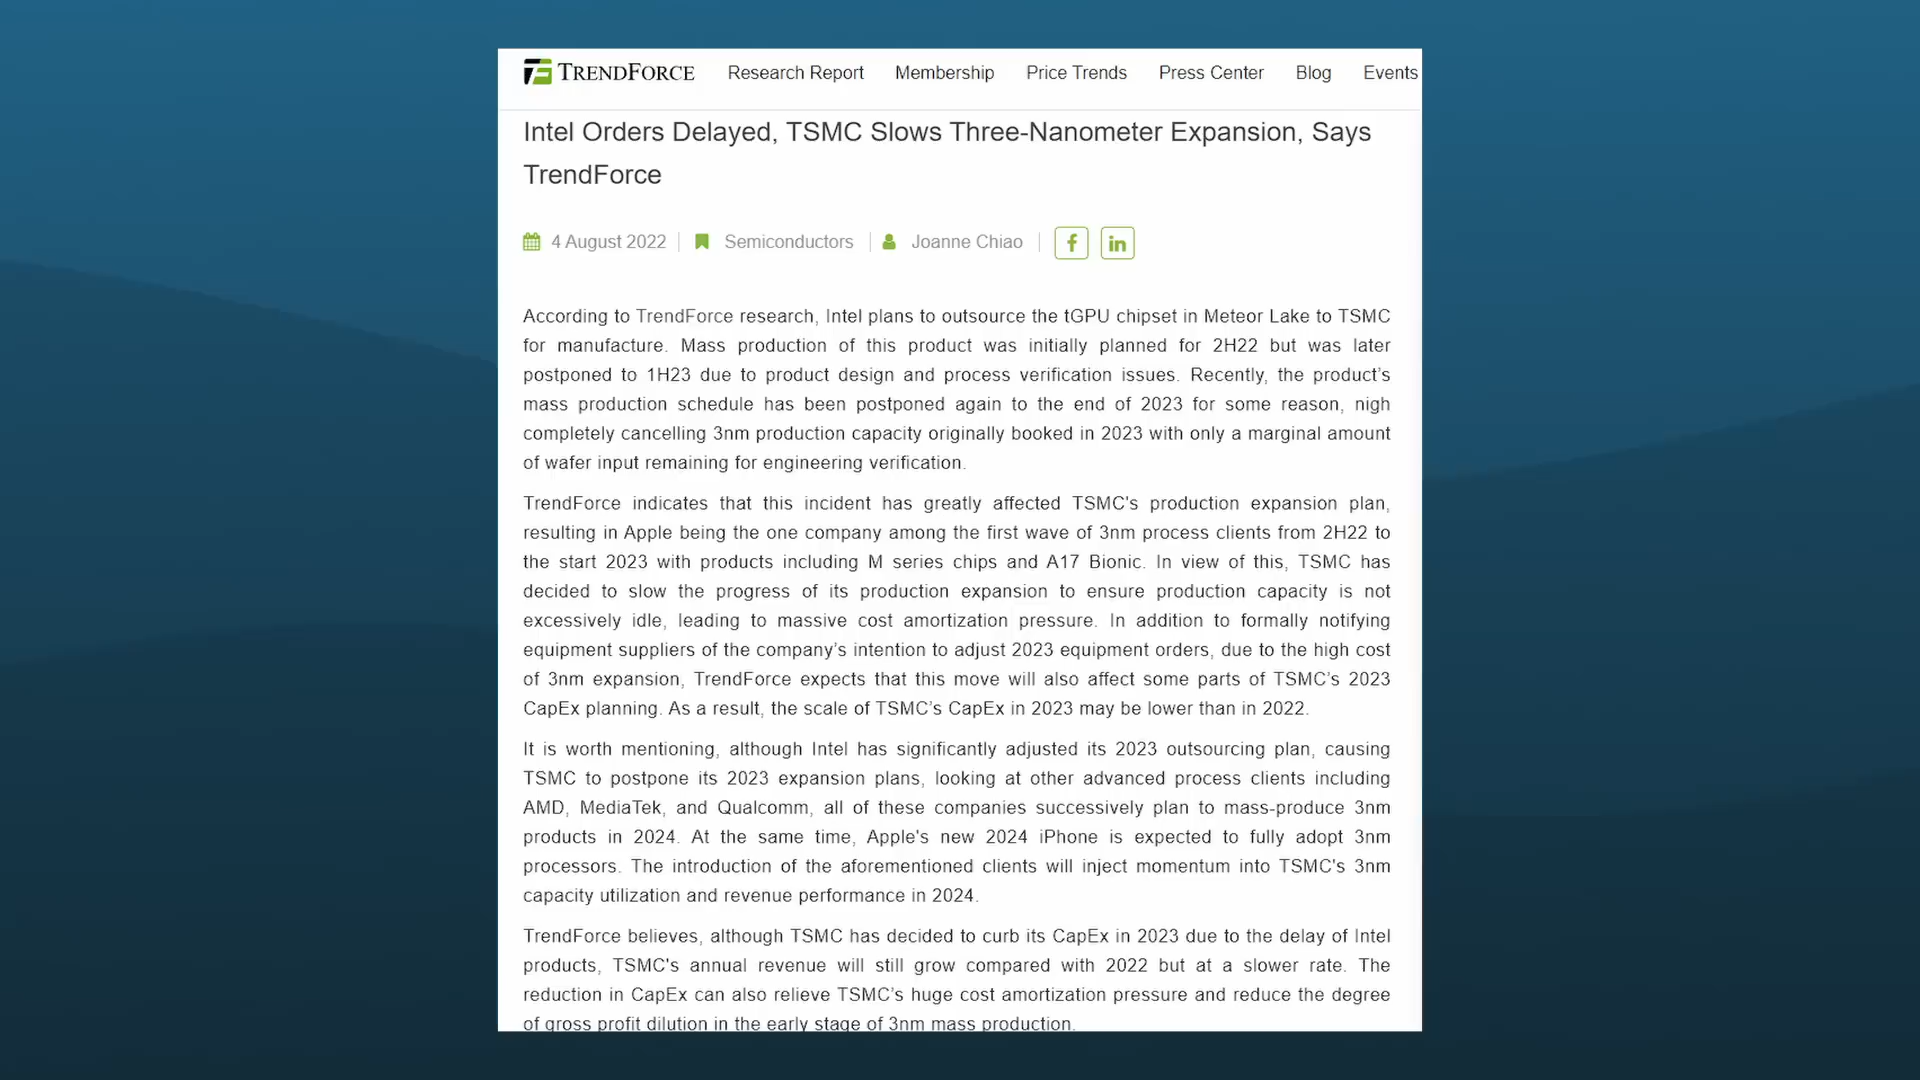 TRENDFORCE Research Report Membership Price Trends Press Center Blog Events
Intel Orders Delayed, TSMC Slows Three-Nanometer Expansion, Says
TrendForce
4 August 2022 Semiconductors Joanne Chiao f in
According to TrendForce research, Intel plans to outsource the tGPU chipset in Meteor Lake to TSMC
for manufacture. Mass production of this product was initially planned for 2H22 but was later
postponed to 1H23 due to product design and process verification issues. Recently, the product's
mass production schedule has been postponed again to the end of 2023 for some reason, nigh
completely cancelling 3nm production capacity originally booked in 2023 with only a marginal amount
of wafer input remaining for engineering verification.
TrendForce indicates that this incident has greatly affected TSMC's production expansion plan,
resulting in Apple being the one company among the first wave of 3nm process clients from 2H22 to
the start 2023 with products including M series chips and A17 Bionic. In view of this, TSMC has
decided to slow the progress of its production expansion to ensure production capacity is not
excessively idle, leading to massive cost amortization pressure. In addition to formally notifying
equipment suppliers of the company's intention to adjust 2023 equipment orders, due to the high cost
of 3nm expansion, TrendForce expects that this move will also affect some parts of TSMC's 2023
CapEx planning. As a result, the scale of TSMC's CapEx in 2023 may be lower than in 2022.
It is worth mentioning, although Intel has significantly adjusted its 2023 outsourcing plan, causing
TSMC to postpone its 2023 expansion plans, looking at other advanced process clients including
AMD, MediaTek, and Qualcomm, all of these companies successively plan to mass-produce 3nm
products in 2024. At the same time, Apple's new 2024 iPhone is expected to fully adopt 3nm
processors. The introduction of the aforementioned clients will inject momentum into TSMC's 3nm
capacity utilization and revenue performance in 2024.
TrendForce believes, although TSMC has decided to curb its CapEx in 2023 due to the delay of Intel
products, TSMC's annual revenue will still grow compared with 2022 but at a slower rate. The
reduction in CapEx can also relieve TSMC's huge cost amortization pressure and reduce the degree
of gross profit dilution in the early stage of 3nm mass production.